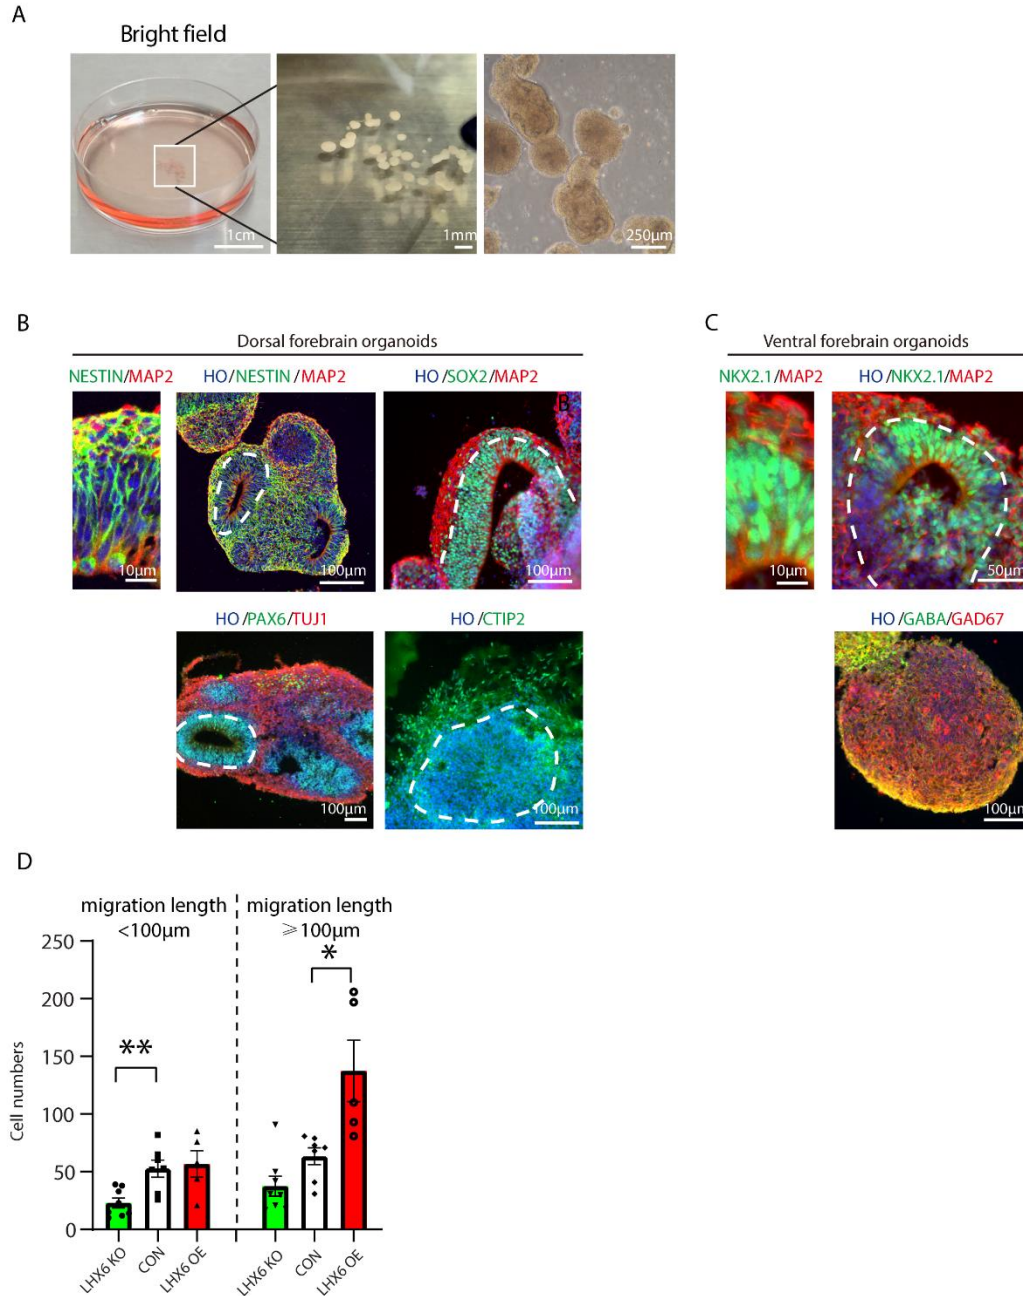 A
Bright field
1cm
1mm
250μm
B
Dorsal forebrain organoids
NESTIN/MAP2
HO/NESTIN/MAP2
HO/SOX2/MAP2
B
10μm
100μm
100μm
HO/PAX6/TUJ1
HO/CTIP2
100μm
100μm
C
Ventral forebrain organoids
NKX2.1/MAP2
HO/NKX2.1/MAP2
10μm
50μm
HO/GABA/GAD67
100μm
D
migration length
<100μm
migration length
⩾100μm
Cell numbers
250
200
150
100
50
0
**
*
LHX6 KO
CON
LHX6 OE
LHX6 KO
CON
LHX6 OE